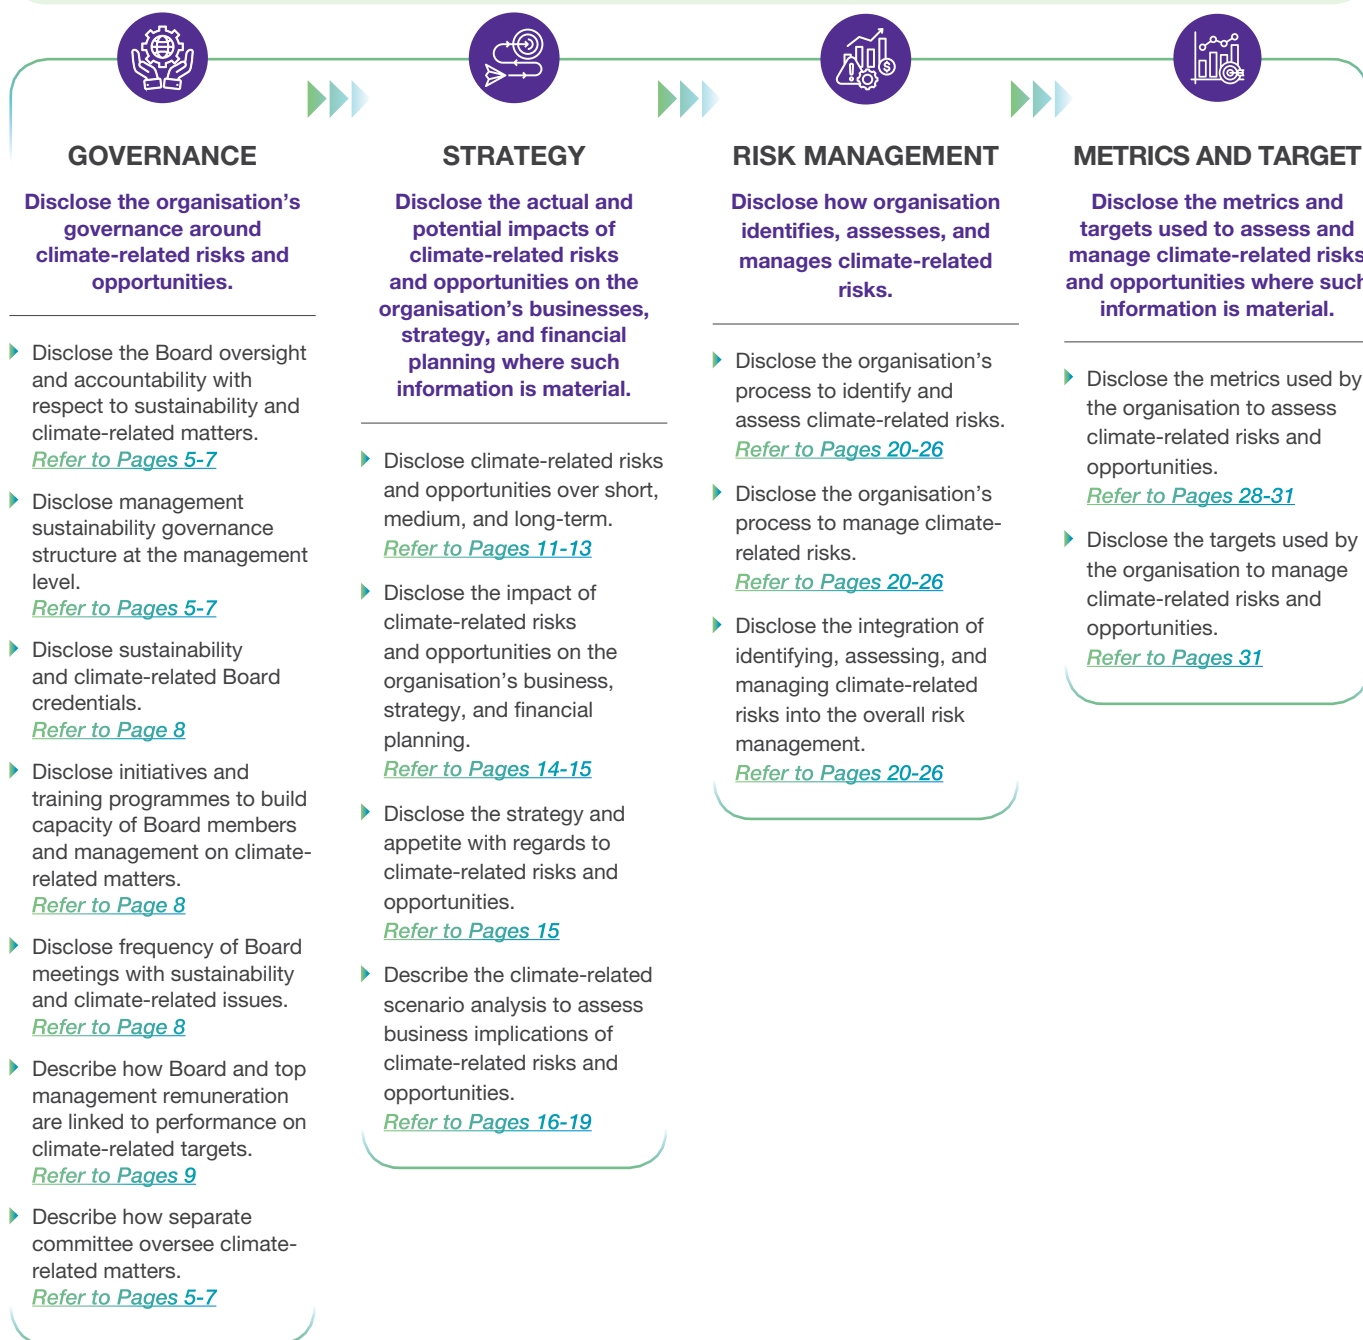 GOVERNANCE
Disclose the organisation's
governance around
climate-related risks and
opportunities.
Disclose the Board oversight
and accountability with
respect to sustainability and
climate-related matters.
Refer to Pages 5-7
Disclose management
sustainability governance
structure at the management
level.
Refer to Pages 5-7
Disclose sustainability
and climate-related Board
credentials.
Refer to Page 8
Disclose initiatives and
training programmes to build
capacity of Board members
and management on climate-
related matters.
Refer to Page 8
Disclose frequency of Board
meetings with sustainability
and climate-related issues.
Refer to Page 8
Describe how Board and top
management remuneration
are linked to performance on
climate-related targets.
Refer to Pages 9
Describe how separate
committee oversee climate-
related matters.
Refer to Pages 5-7
STRATEGY
Disclose the actual and
potential impacts of
climate-related risks
and opportunities on the
organisation's businesses,
strategy, and financial
planning where such
information is material.
Disclose climate-related risks
and opportunities over short,
medium, and long-term.
Refer to Pages 11-13
Disclose the impact of
climate-related risks
and opportunities on the
organisation's business,
strategy, and financial
planning.
Refer to Pages 14-15
Disclose the strategy and
appetite with regards to
climate-related risks and
opportunities.
Refer to Pages 15
Describe the climate-related
scenario analysis to assess
business implications of
climate-related risks and
opportunities.
Refer to Pages 16-19
RISK MANAGEMENT
Disclose how organisation
identifies, assesses, and
manages climate-related
risks.
Disclose the organisation's
process to identify and
assess climate-related risks.
Refer to Pages 20-26
Disclose the organisation's
process to manage climate-
related risks.
Refer to Pages 20-26
Disclose the integration of
identifying, assessing, and
managing climate-related
risks into the overall risk
management.
Refer to Pages 20-26
METRICS AND TARGET
Disclose the metrics and
targets used to assess and
manage climate-related risks
and opportunities where such
information is material.
Disclose the metrics used by
the organisation to assess
climate-related risks and
opportunities.
Refer to Pages 28-31
Disclose the targets used by
the organisation to manage
climate-related risks and
opportunities.
Refer to Pages 31